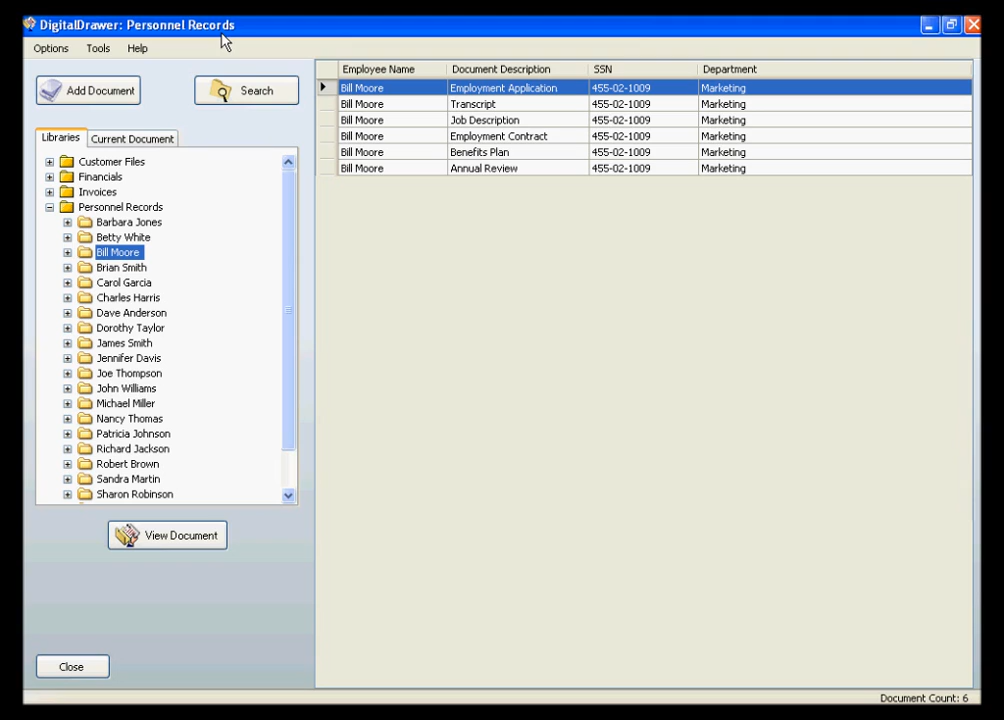 DigitalDrawer: Personnel Records
Options Tools Help
Add Document Search
Libraries Current Document
Customer Files
Financials
Invoices
Personnel Records
Barbara Jones
Betty White
Bill Moore
Brian Smith
Carol Garcia
Charles Harris
Dave Anderson
Dorothy Taylor
James Smith
Jennifer Davis
Joe Thompson
John Williams
Michael Miller
Nancy Thomas
Patricia Johnson
Richard Jackson
Robert Brown
Sandra Martin
Sharon Robinson
View Document
Close
Employee Name Document Description SSN Department
Bill Moore Employment Application 455-02-1009 Marketing
Bill Moore Transcript 455-02-1009 Marketing
Bill Moore Job Description 455-02-1009 Marketing
Bill Moore Employment Contract 455-02-1009 Marketing
Bill Moore Benefits Plan 455-02-1009 Marketing
Bill Moore Annual Review 455-02-1009 Marketing
Document Count: 6